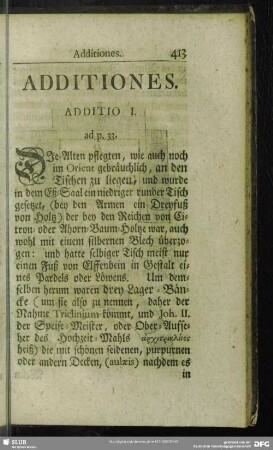 Additiones. 413
ADDITIONES.
ADDITIO I.
ad p. 33.
DIe Alten pflegten, wie auch noch
im Orient gebräuchlich, an den
Tischen zu liegen, und wurde
in dem Eß-Saal ein niedriger runder Tisch
gesetzt, (bey den Armen ein Dreyfuß
von Holtz) der bey den Reichen von Ci-
tron- oder Ahorn-Baum-Holtze war, auch
wohl mit einem silbernen Blech überzo-
gen: und hatte selbiger Tisch meist nur
einen Fuß von Elffenbein in Gestalt ei-
nes Pardels oder Löwens. Um dem-
selben herum waren drey Lager-Bän-
cke (um sie also zu nennen, daher der
Nahme Triclinium kömmt, und Joh. II.
der Speise-Meister, oder Ober-Aufse-
her des Hochzeit-Mahls ἀρχιτρικλινος
heiß) die mit schönen seidenen, purpurnen
oder andern Decken, (aulæis) nachdem es
in
SLUB
DFG